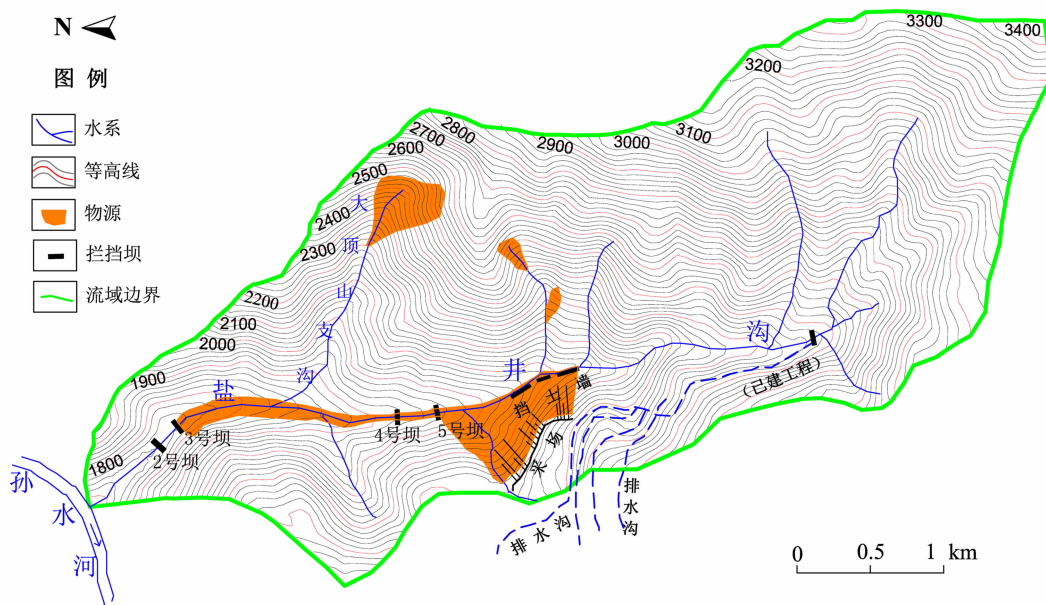 N
图 例
水系
等高线
物源
拦挡坝
流域边界
3300
3400
3200
3100
3000
2900
2800
2700
2600
2500
2400
2300
2200
2100
2000
1900
1800
大顶山支沟
盐井沟
挡土墙
采场
(已建工程)
2号坝
3号坝
4号坝
5号坝
排水沟
排水沟
孙水河
0 0.5 1 km